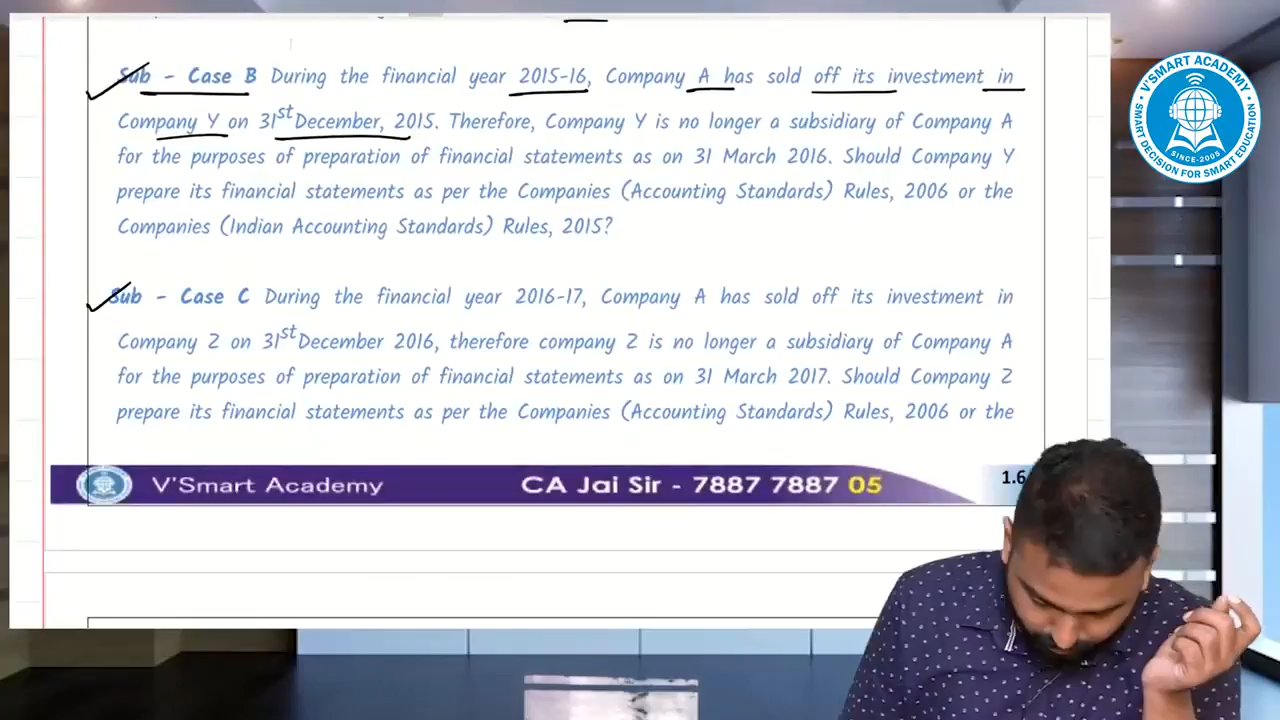 Sub - Case B During the financial year 2015-16, Company A has sold off its investment in
Company Y on 31st December, 2015. Therefore, Company Y is no longer a subsidiary of Company A
for the purposes of preparation of financial statements as on 31 March 2016. Should Company Y
prepare its financial statements as per the Companies (Accounting Standards) Rules, 2006 or the
Companies (Indian Accounting Standards) Rules, 2015?
Sub - Case C During the financial year 2016-17, Company A has sold off its investment in
Company Z on 31st December 2016, therefore company Z is no longer a subsidiary of Company A
for the purposes of preparation of financial statements as on 31 March 2017. Should Company Z
prepare its financial statements as per the Companies (Accounting Standards) Rules, 2006 or the
V'Smart Academy
CA Jai Sir - 7887 7887 05
1.6
V'SMART ACADEMY
SMART DECISION FOR SMART EDUCATION
SINCE-2005